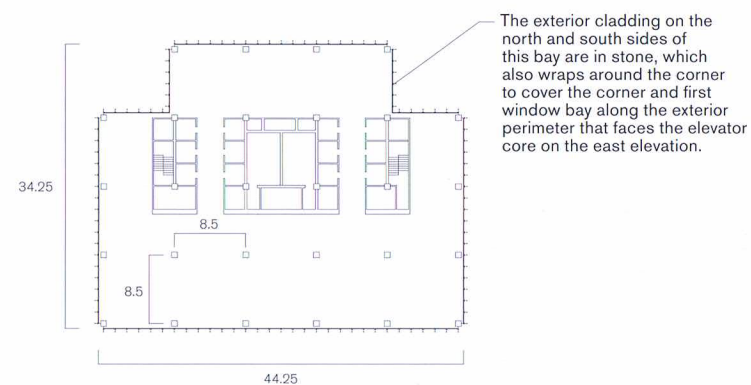 The exterior cladding on the
north and south sides of
this bay are in stone, which
also wraps around the corner
to cover the corner and first
window bay along the exterior
perimeter that faces the elevator
core on the east elevation.
34.25
8.5
8.5
44.25